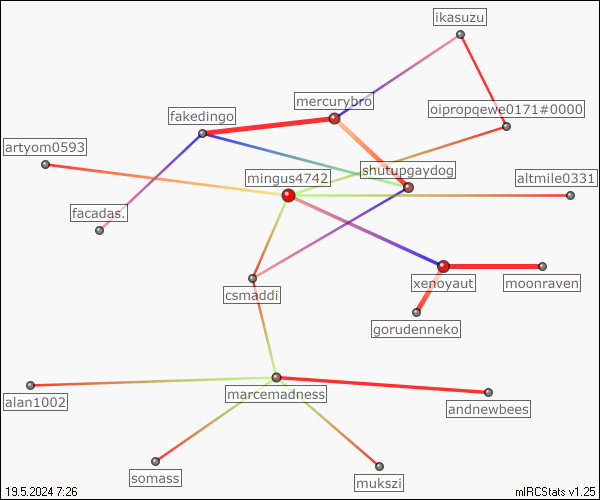 ikasuzu
mercurybro
oipropqewe0171#0000
fakedingo
artyom0593
shutupgaydog
mingus4742
altmile0331
facadas.
xenoyaut
moonraven
csmaddi
gorudenneko
marcemadness
alan1002
andnewbees
somass
mukszi
19.5.2024 7:26
mIRCStats v1.25